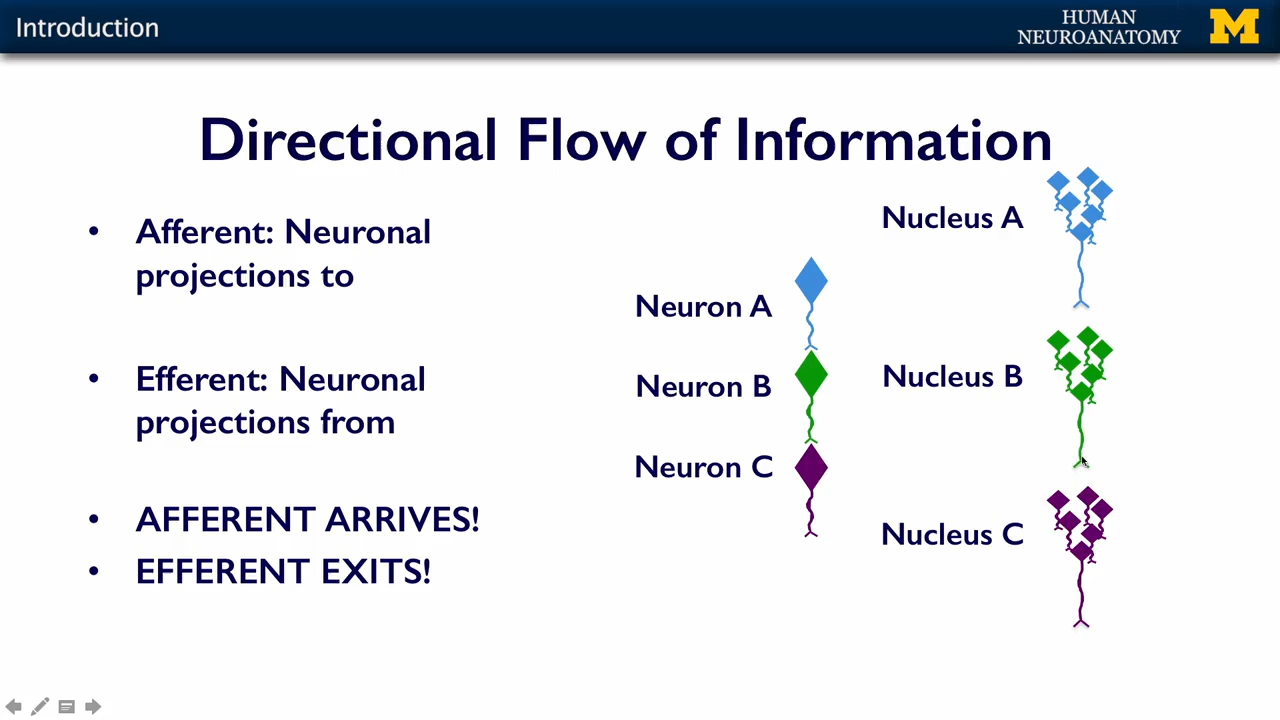 Introduction
HUMAN
NEUROANATOMY
M
Directional Flow of Information
• Afferent: Neuronal
projections to
• Efferent: Neuronal
projections from
• AFFERENT ARRIVES!
• EFFERENT EXITS!
Neuron A
Neuron B
Neuron C
Nucleus A
Nucleus B
Nucleus C